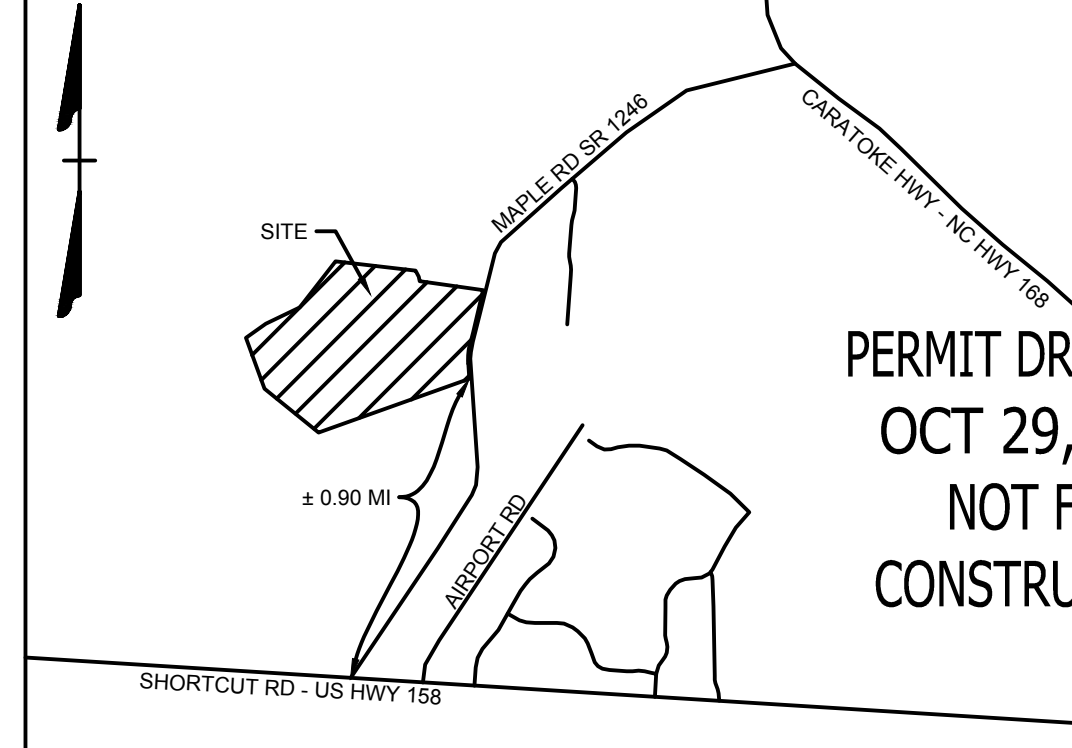 MAPLE RD SR 1246
CARATOKE HWY - NC HWY 168
SITE
PERMIT DR
OCT 29,
NOT F
CONSTRU
± 0.90 MI
AIRPORT RD
SHORTCUT RD - US HWY 158